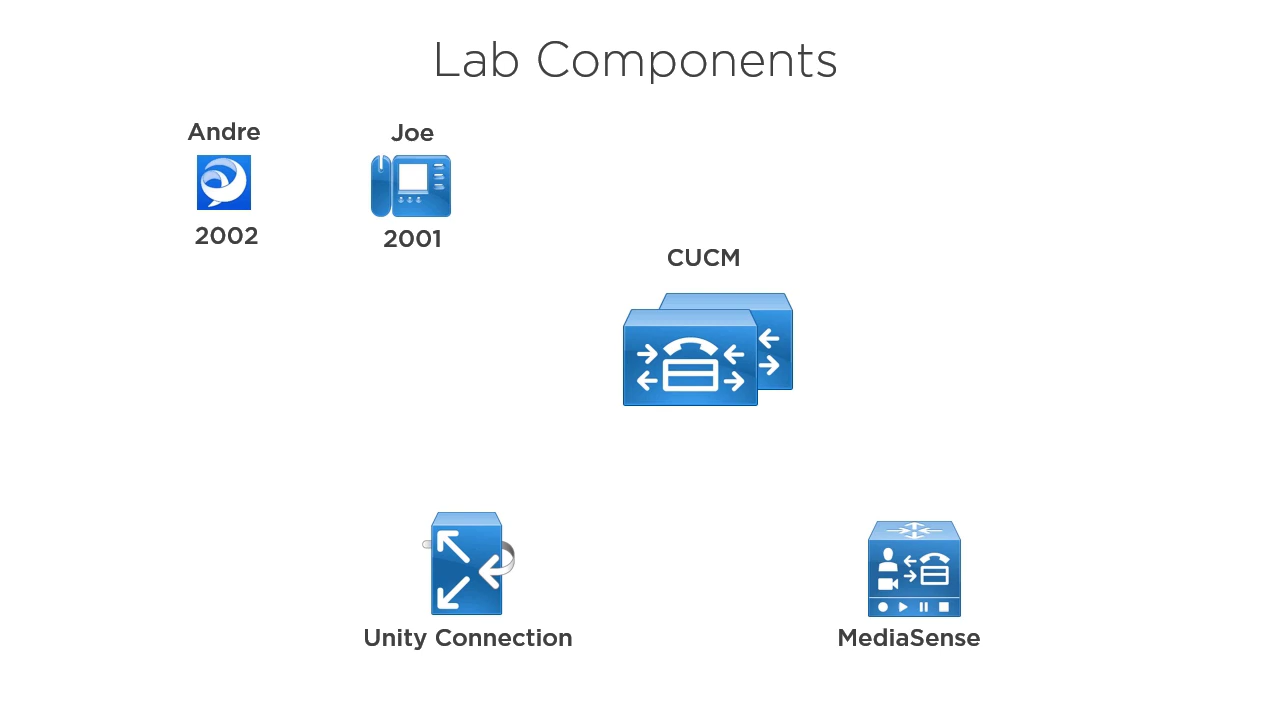 Lab Components
Andre
Joe
2002
2001
CUCM
Unity Connection
MediaSense